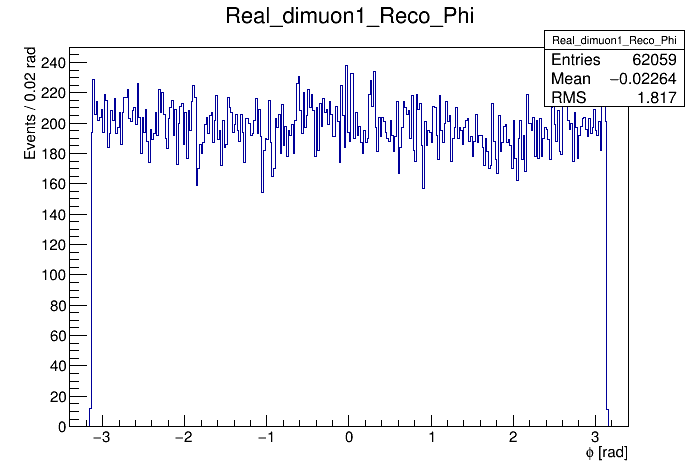 Real_dimuon1_Reco_Phi
Real_dimuon1_Reco_Phi
Entries 62059
Mean −0.02264
RMS 1.817
Events / 0.02 rad
240
220
200
180
160
140
120
100
80
60
40
20
0
−3 −2 −1 0 1 2 3
ϕ [rad]